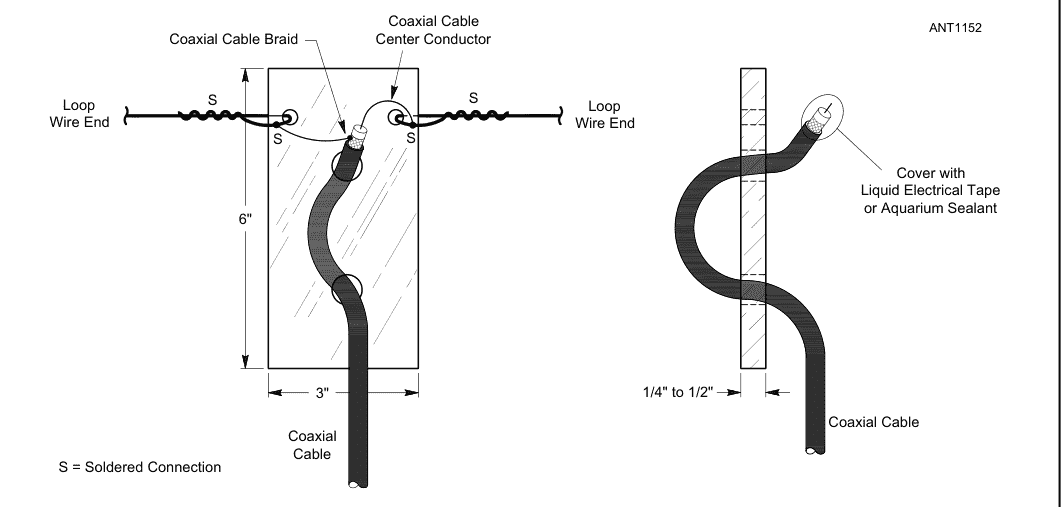 Coaxial Cable
Center Conductor
Coaxial Cable Braid
ANT1152
Loop
Wire End
S
S
S
S
Loop
Wire End
6"
3"
Coaxial
Cable
S = Soldered Connection
Cover with
Liquid Electrical Tape
or Aquarium Sealant
1/4" to 1/2"
Coaxial Cable